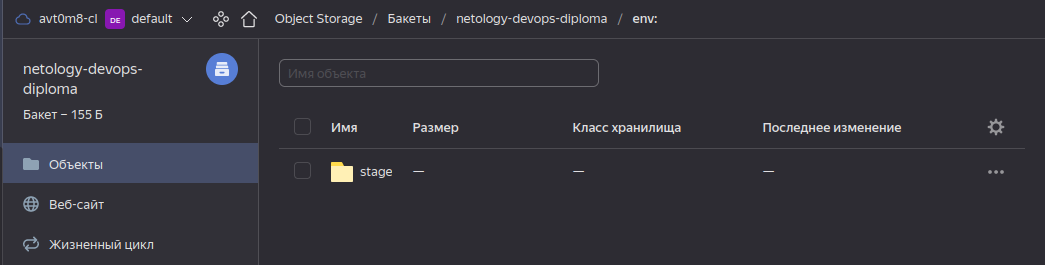 avt0m8-cl DE default Object Storage / Бакеты / netology-devops-diploma / env:
netology-devops-
diploma
Бакет – 155 Б
Имя объекта
Имя Размер Класс хранилища Последнее изменение
Объекты
stage — — —
Веб-сайт
Жизненный цикл